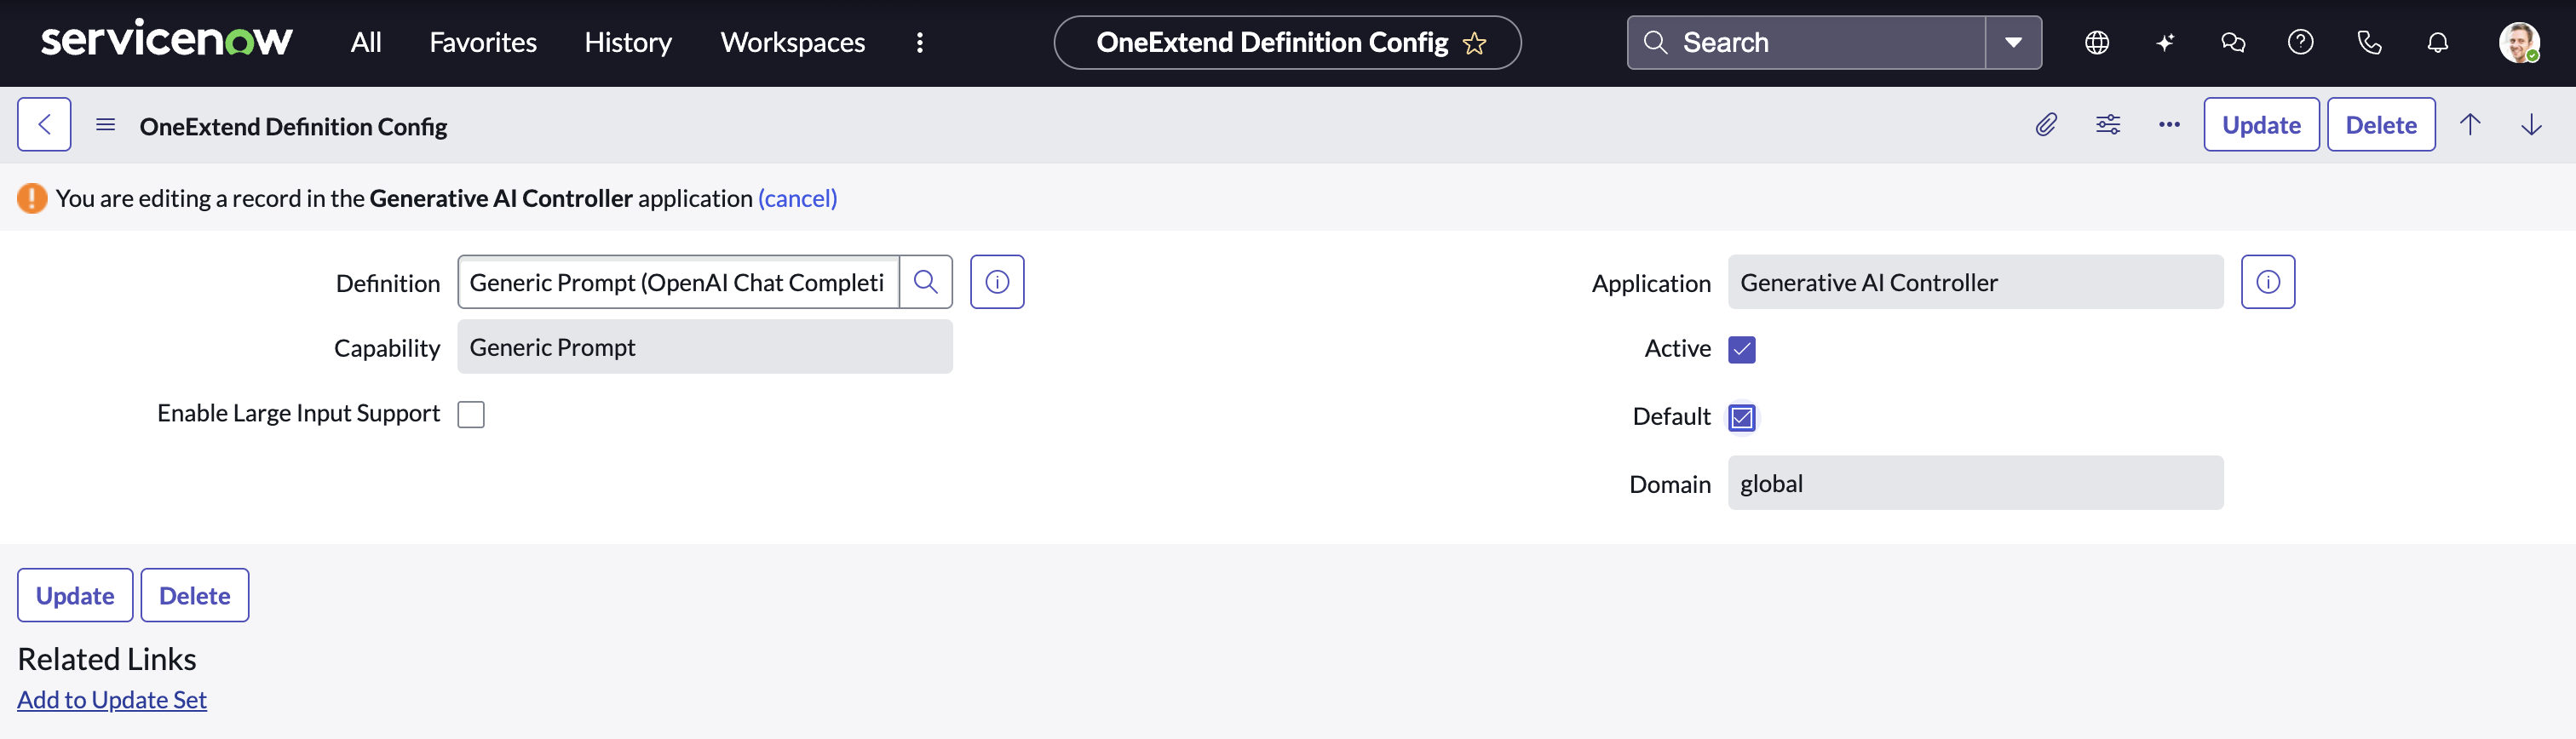 servicenow All Favorites History Workspaces OneExtend Definition Config Search
OneExtend Definition Config Update Delete
You are editing a record in the Generative AI Controller application (cancel)
Definition Generic Prompt (OpenAI Chat Completi
Application Generative AI Controller
Capability Generic Prompt
Active
Enable Large Input Support
Default
Domain global
Update Delete
Related Links
Add to Update Set